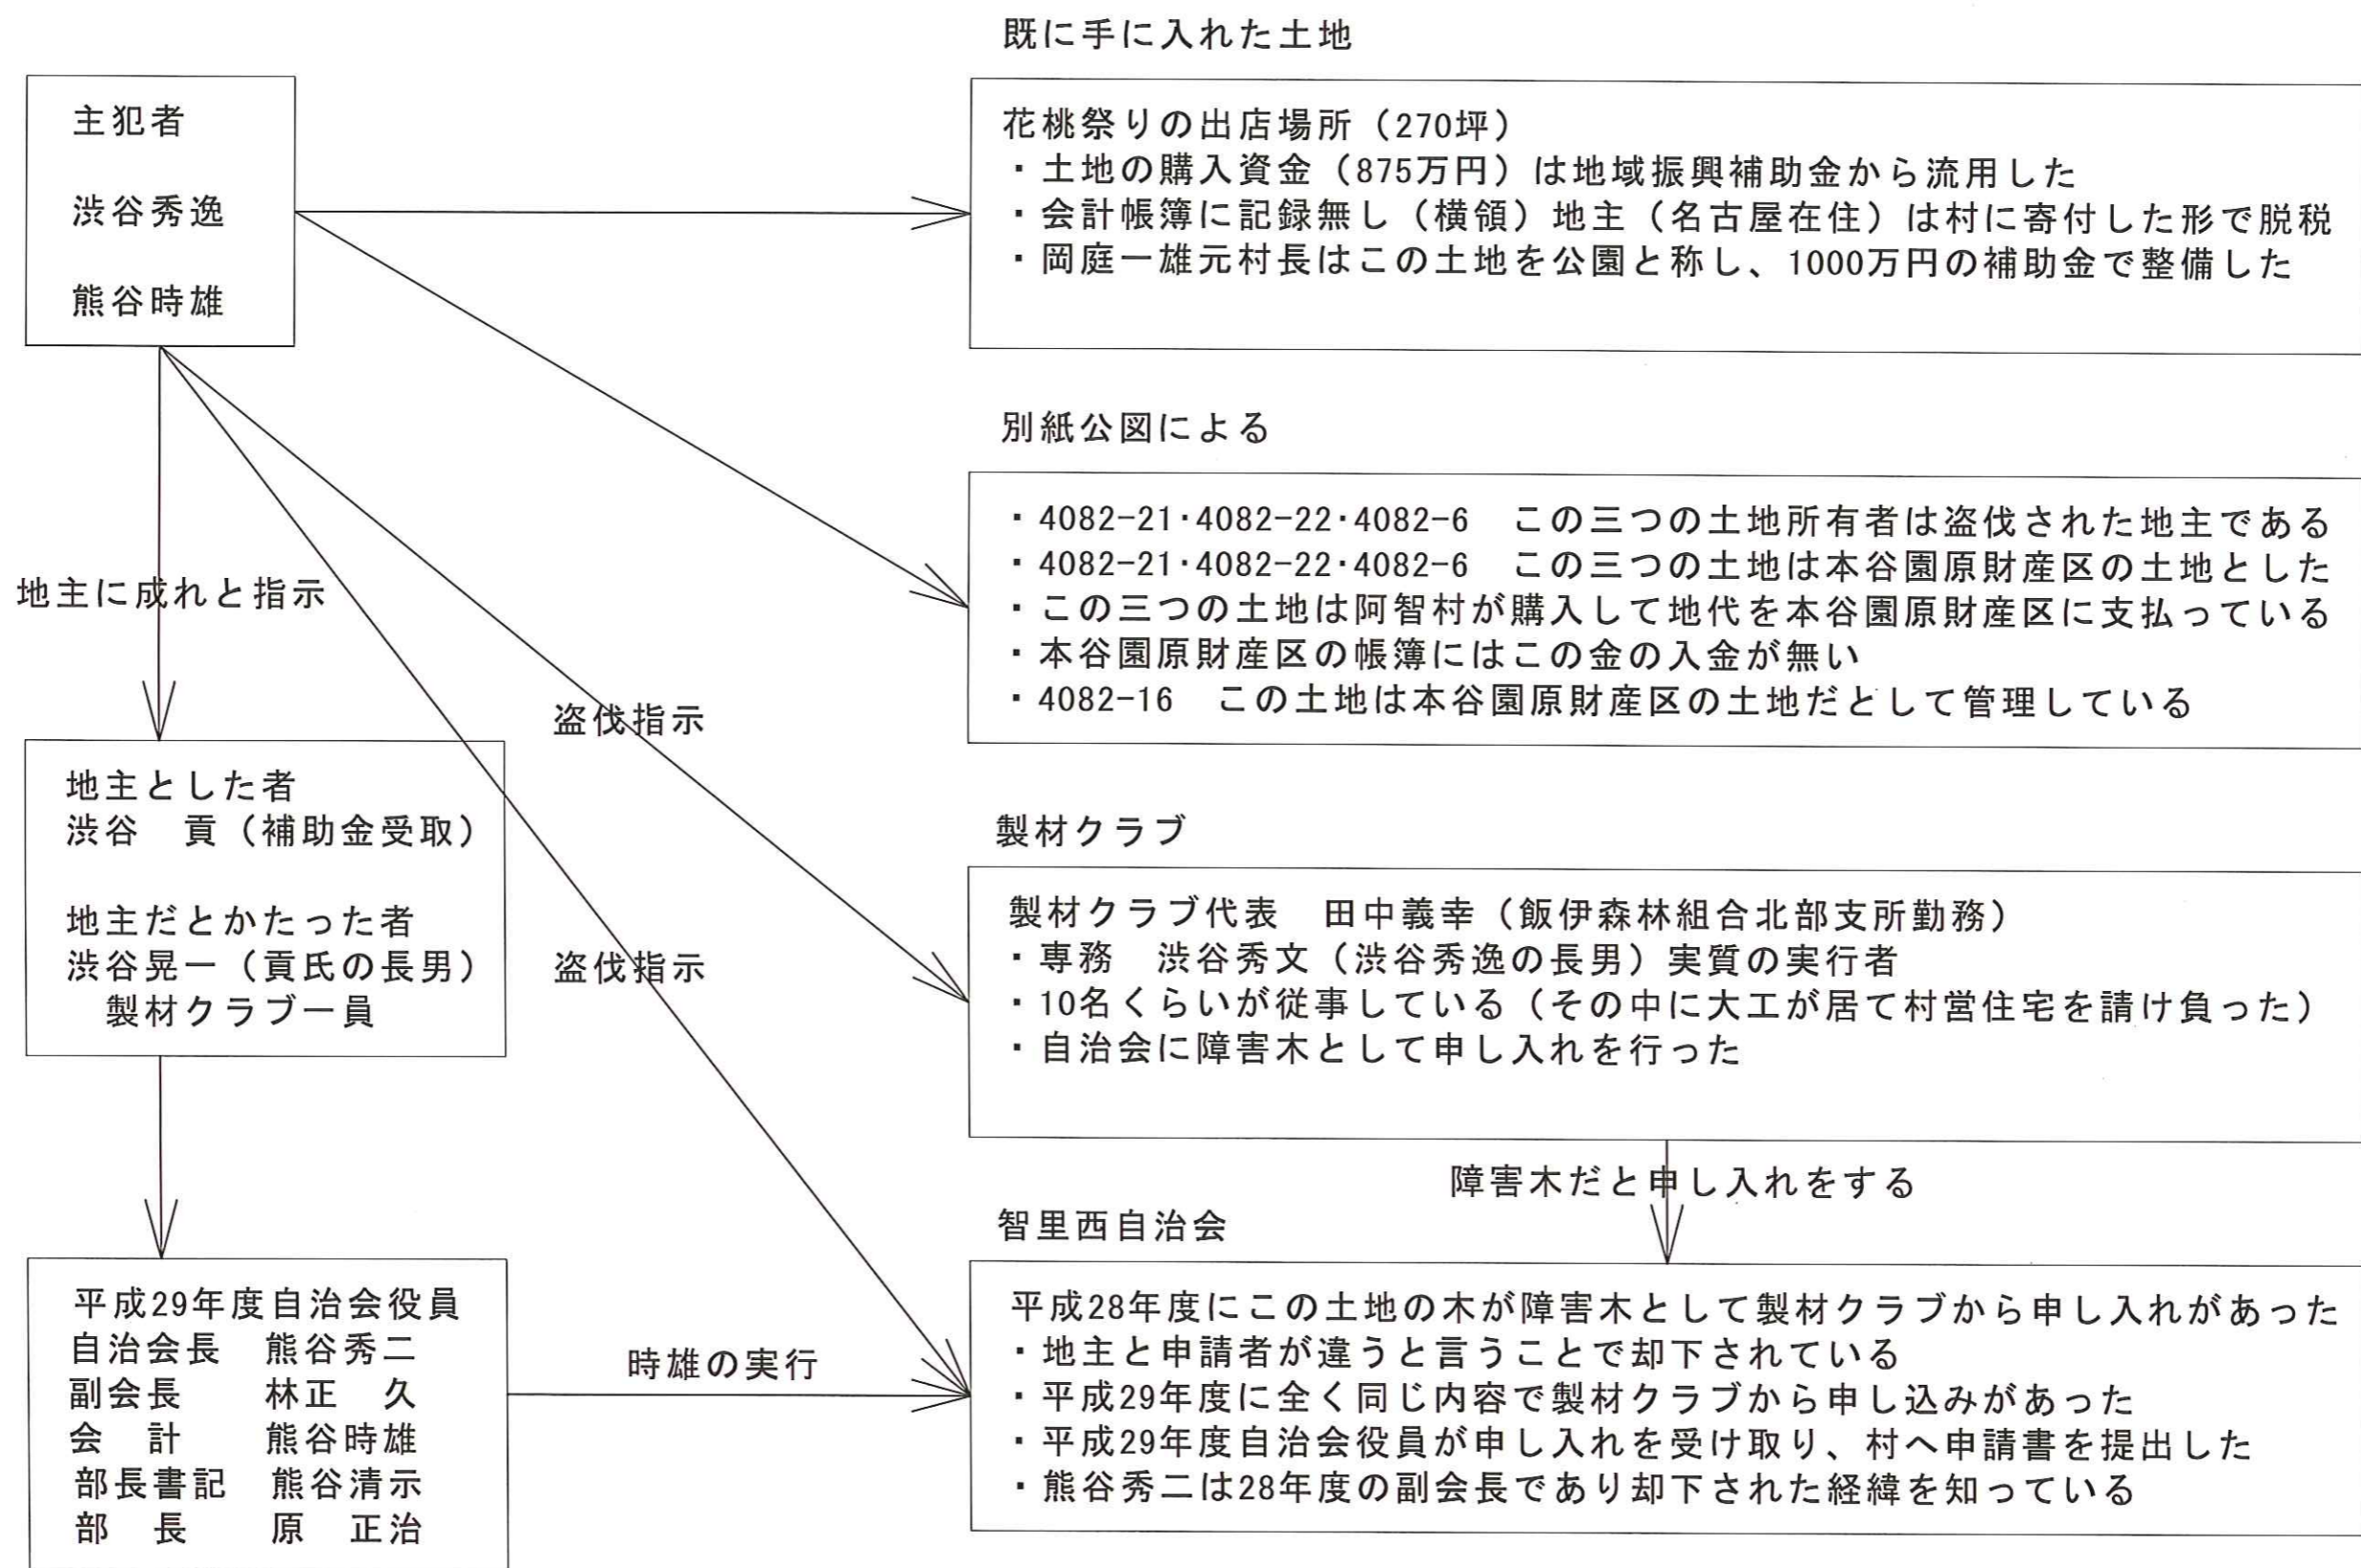 既に手に入れた土地
主犯者
渋谷秀逸
熊谷時雄
花桃祭りの出店場所（270坪）
・土地の購入資金（875万円）は地域振興補助金から流用した
・会計帳簿に記録無し（横領）地主（名古屋在住）は村に寄付した形で脱税
・岡庭一雄元村長はこの土地を公園と称し、1000万円の補助金で整備した
別紙公図による
・4082-21・4082-22・4082-6　この三つの土地所有者は盗伐された地主である
・4082-21・4082-22・4082-6　この三つの土地は本谷園原財産区の土地とした
・この三つの土地は阿智村が購入して地代を本谷園原財産区に支払っている
・本谷園原財産区の帳簿にはこの金の入金が無い
・4082-16　この土地は本谷園原財産区の土地だとして管理している
地主に成れと指示
盗伐指示
地主とした者
渋谷　貢（補助金受取）
地主だとかたった者
渋谷晃一（貢氏の長男）
製材クラブ一員
盗伐指示
製材クラブ
製材クラブ代表　田中義幸（飯伊森林組合北部支所勤務）
・専務　渋谷秀文（渋谷秀逸の長男）実質の実行者
・10名くらいが従事している（その中に大工が居て村営住宅を請け負った）
・自治会に障害木として申し入れを行った
障害木だと申し入れをする
智里西自治会
平成29年度自治会役員
自治会長　熊谷秀二
副会長　林正　久
会　計　熊谷時雄
部長書記　熊谷清示
部　長　原　正治
時雄の実行
平成28年度にこの土地の木が障害木として製材クラブから申し入れがあった
・地主と申請者が違うと言うことで却下されている
・平成29年度に全く同じ内容で製材クラブから申し込みがあった
・平成29年度自治会役員が申し入れを受け取り、村へ申請書を提出した
・熊谷秀二は28年度の副会長であり却下された経緯を知っている